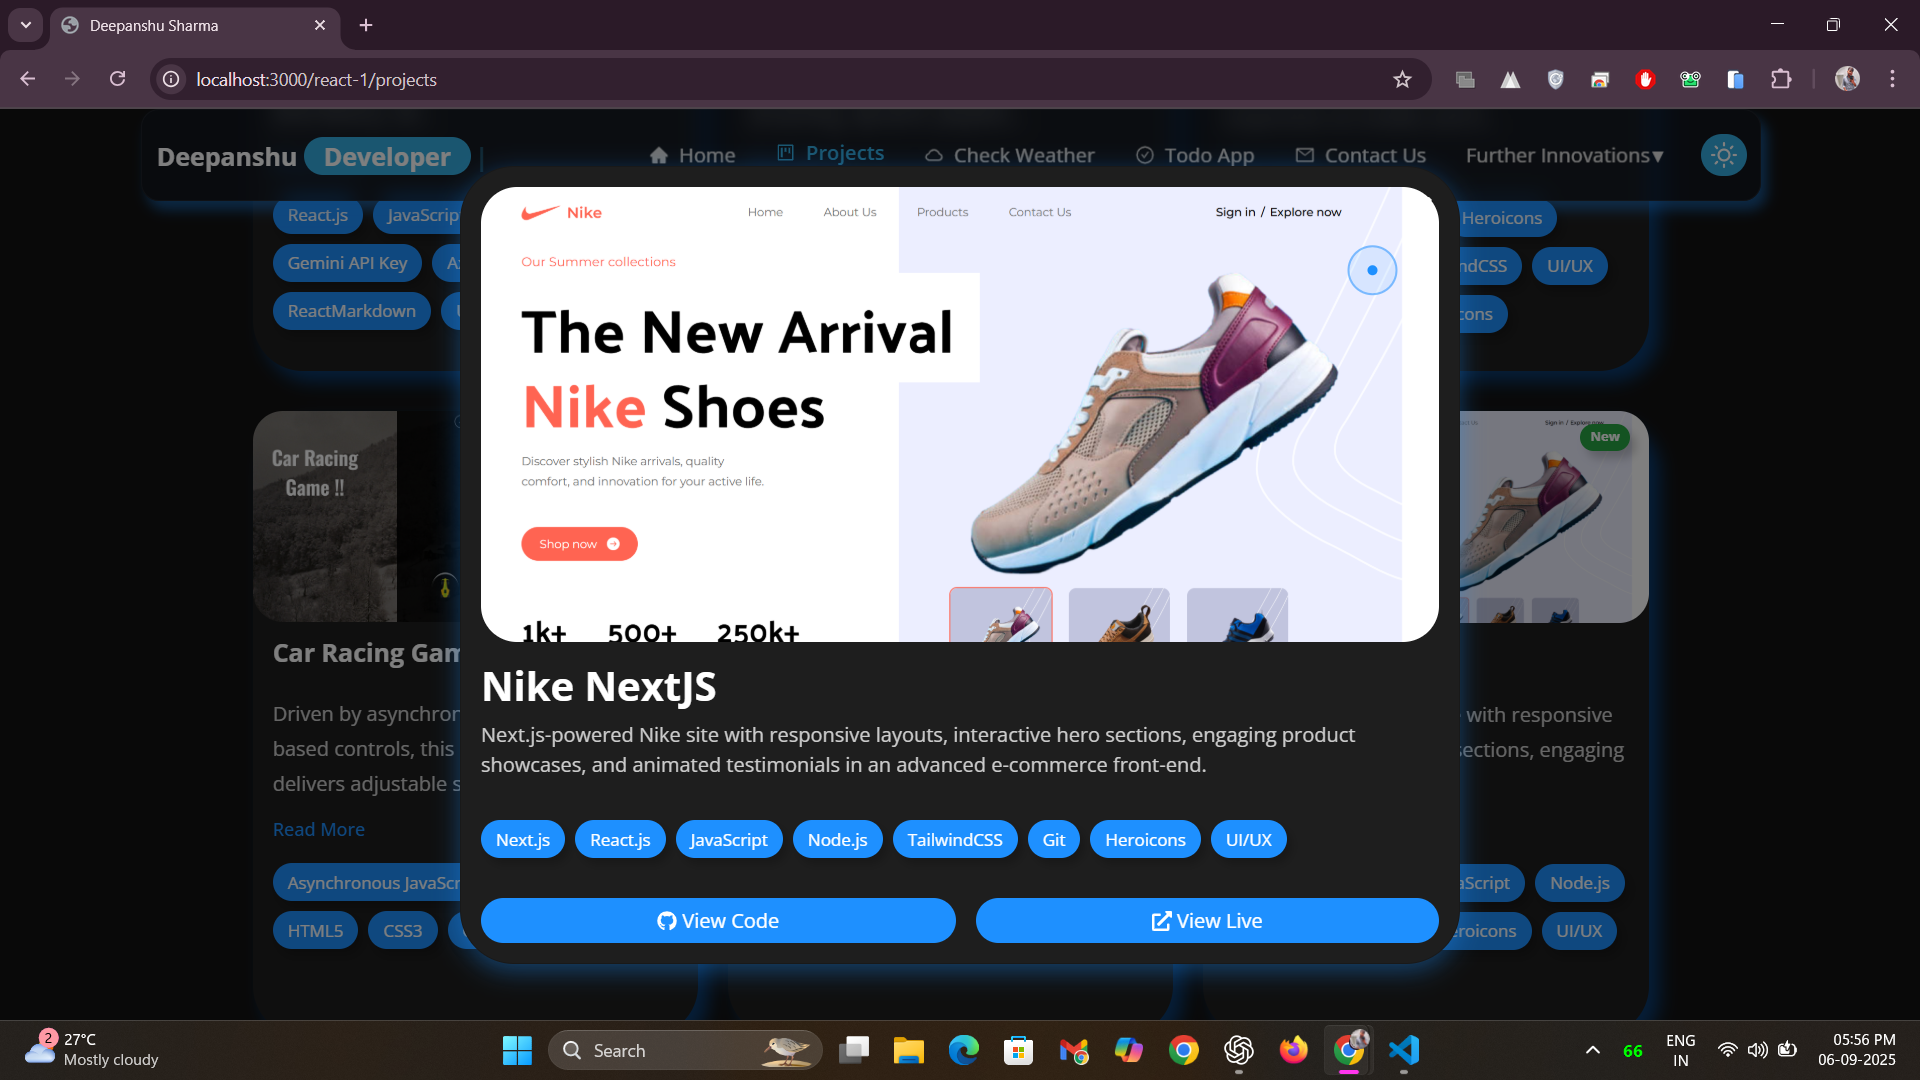 Deepanshu Sharma
localhost:3000/react-1/projects
Deepanshu Developer |
Home
Projects
Check Weather
Todo App
Contact Us
Further Innovations▾
React.js
Gemini API Key
ReactMarkdown
Heroicons
UI/UX
Nike
Home
About Us
Products
Contact Us
Sign in / Explore now
Our Summer collections
The New Arrival
Nike Shoes
Discover stylish Nike arrivals, quality
comfort, and innovation for your active life.
Shop now
1k+ 500+ 250k+
Nike NextJS
Next.js-powered Nike site with responsive layouts, interactive hero sections, engaging product
showcases, and animated testimonials in an advanced e-commerce front-end.
Next.js
React.js
JavaScript
Node.js
TailwindCSS
Git
Heroicons
UI/UX
View Code
View Live
Car Racing
Game !!
Car Racing Gam
Driven by asynchron
based controls, this
delivers adjustable s
Read More
Asynchronous JavaScr
HTML5
CSS3
New
with responsive
sections, engaging
aScript
Node.js
eroicons
UI/UX
2
27°C
Mostly cloudy
Search
66
ENG
IN
05:56 PM
06-09-2025